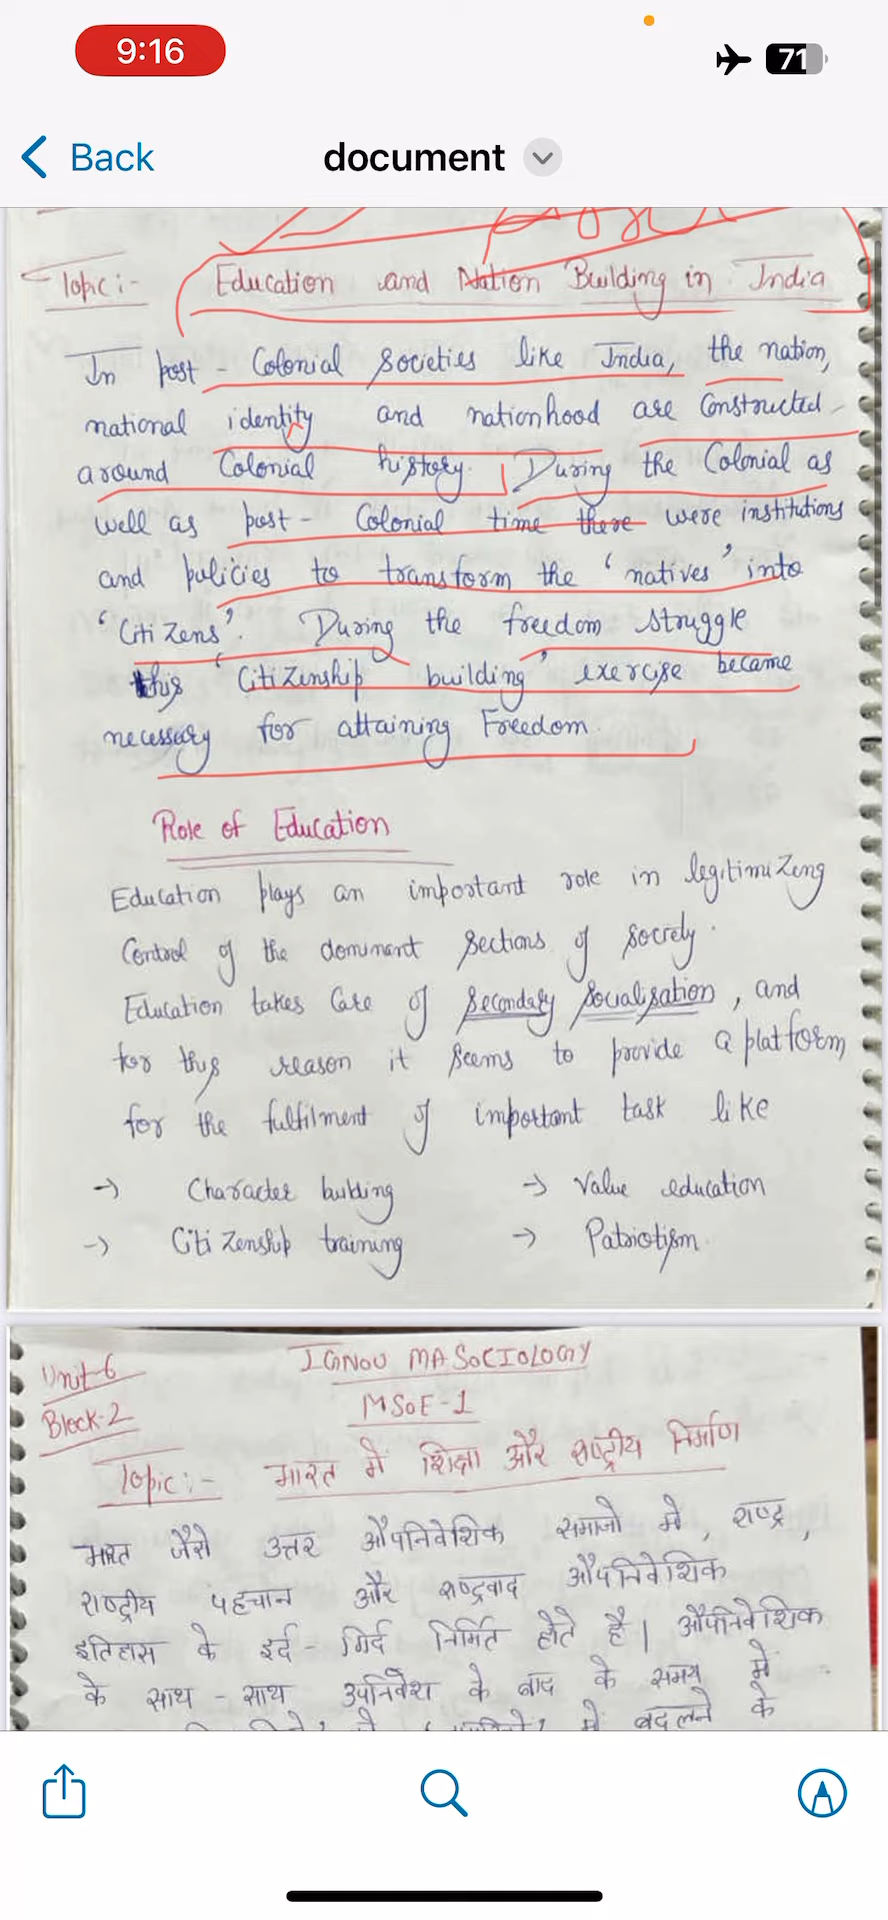 9:16
71
Back
document
Topic:- Education and Nation Building in India
In post - Colonial societies like India, the nation,
national identity and nationhood are constructed
around Colonial history. During the Colonial as
well as post - Colonial time there were institutions
and policies to transform the 'natives' into
'Citizens'. During the freedom struggle
this 'Citizenship building' exercise became
necessary for attaining Freedom.
Role of Education
Education plays an important role in legitimizeng
Control of the dominant sections of society.
Education takes Care of Secondary Socialisation, and
for this reason it seems to provide a platform
for the fulfilment of important task like
→ Character building → Value education
→ Citizenship training → Patriotism.
Unit-6 IGNOU MA SOCIOLOGY
Block-2 MSOE-1
Topic:- भारत में शिक्षा और राष्ट्रीय निर्माण
भारत जैसे उत्तर औपनिवेशिक समाजो मे, राष्ट्र,
राष्ट्रीय पहचान और राष्ट्रवाद औपनिवेशिक
इतिहास के इर्द-गिर्द निर्मित होते है। औपनिवेशिक
के साथ-साथ उपनिवेश के बाद के समय मे
मे बदलने के